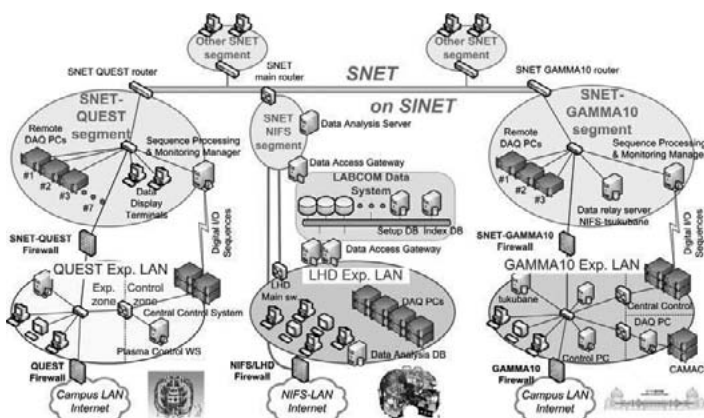 Other SNET
segment
Other SNET
segment
SNET QUEST router
SNET
main router
SNET
SNET GAMMA10 router
on SINET
SNET-
QUEST
segment
Remote
DAQ PCs
Sequence Processing
& Monitoring Manager
#1
#2
#3
#7
Data
Display
Terminals
SNET
NIFS
segment
Data Analysis Server
Data Access Gateway
LABCOM Data
System
Setup DB
Index DB
Data Access Gateway
SNET-
GAMMA10
segment
Remote
DAQ PCs
Sequence Processing
& Monitoring Manager
#1
#2
#3
Data relay server
NIFS-tsukubane
SNET-QUEST
Firewall
Digital I/O
Sequences
SNET-GAMMA10
Firewall
Digital I/O
Sequences
QUEST Exp. LAN
Exp.
zone
Control
zone
Central Control System
Plasma Control WS
LHD
Main sw.
LHD Exp. LAN
DAQ PCs
Data Analysis DB
GAMMA10 Exp. LAN
tukubane
Central Control
DAQ PC
Control PC
CAMAC
QUEST
Firewall
Campus LAN
Internet
NIFS/LHD
Firewall
NIFS-LAN
Internet
GAMMA10
Firewall
Campus LAN
Internet